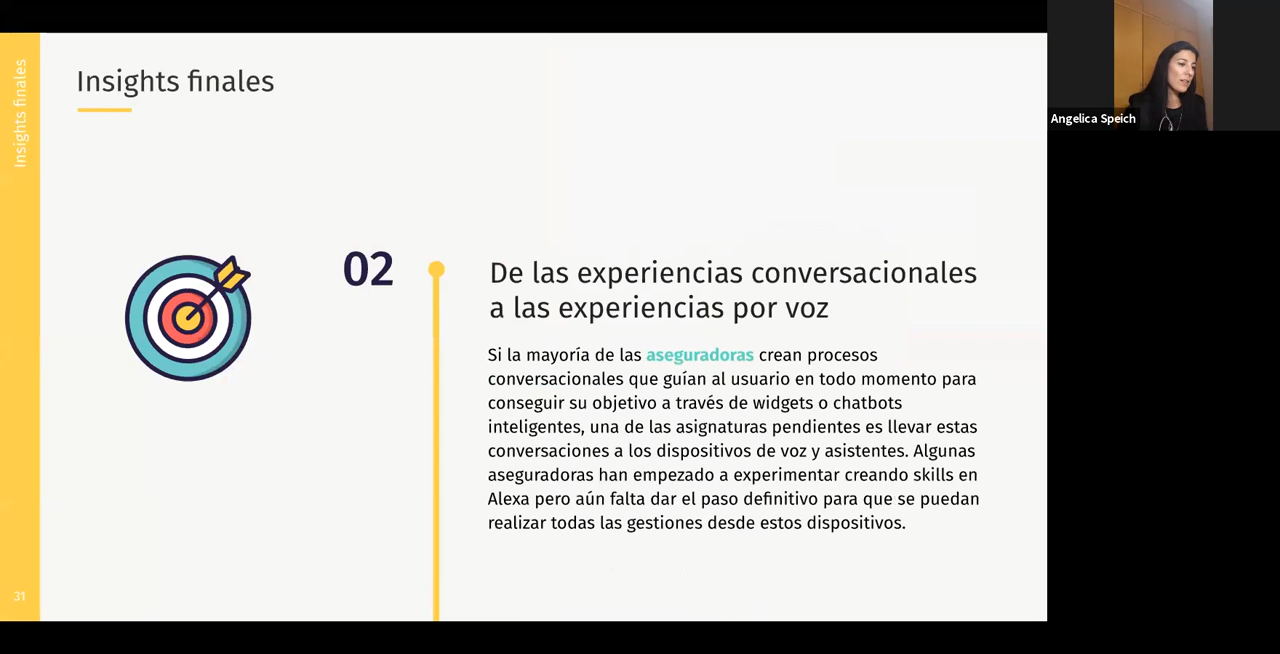 Insights finales
Insights finales
02
De las experiencias conversacionales
a las experiencias por voz
Si la mayoría de las aseguradoras crean procesos
conversacionales que guían al usuario en todo momento para
conseguir su objetivo a través de widgets o chatbots
inteligentes, una de las asignaturas pendientes es llevar estas
conversaciones a los dispositivos de voz y asistentes. Algunas
aseguradoras han empezado a experimentar creando skills en
Alexa pero aún falta dar el paso definitivo para que se puedan
realizar todas las gestiones desde estos dispositivos.
31
Angelica Speich